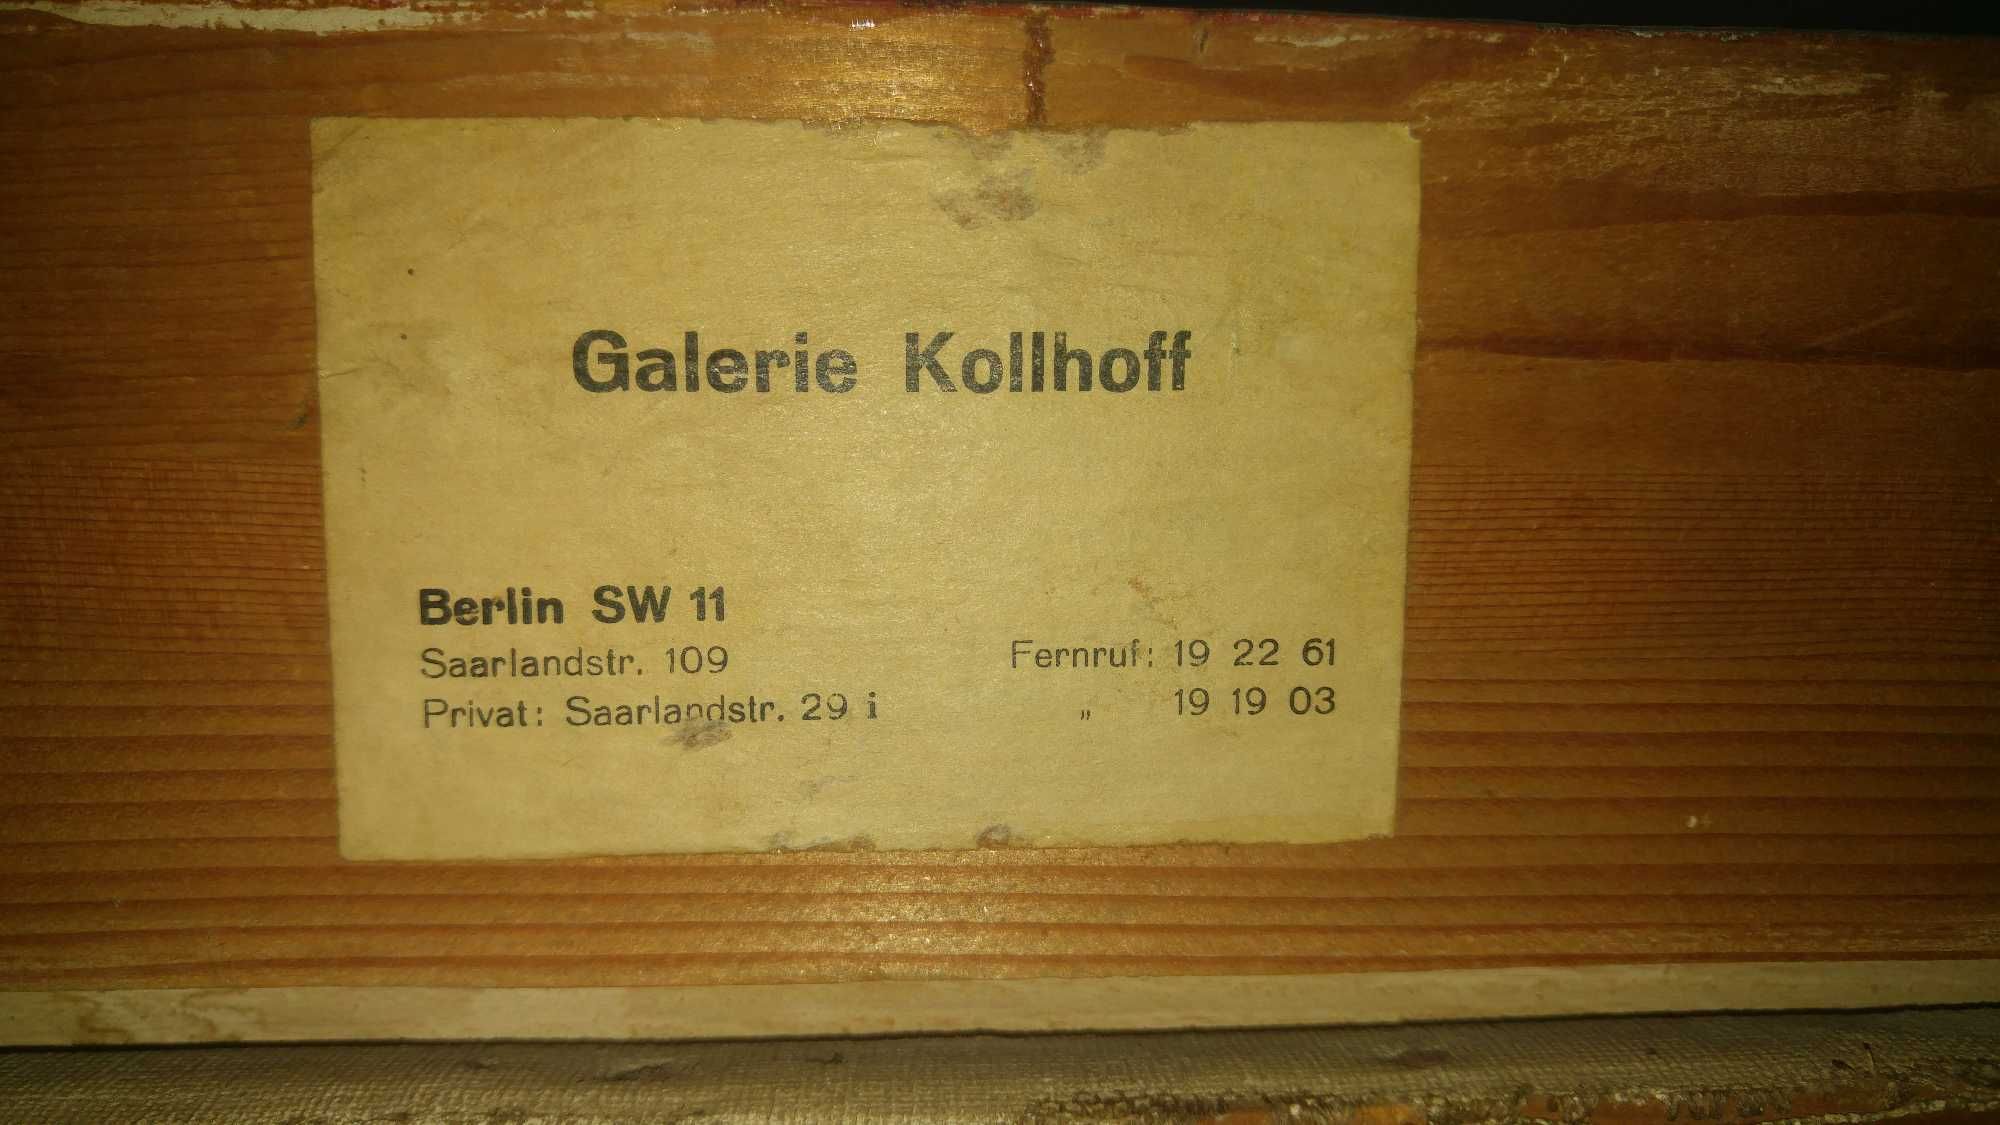 Galerie Kollhoff
Berlin SW 11
Saarlandstr. 109 Fernruf: 19 22 61
Privat: Saarlandstr. 29 i „ 19 19 03